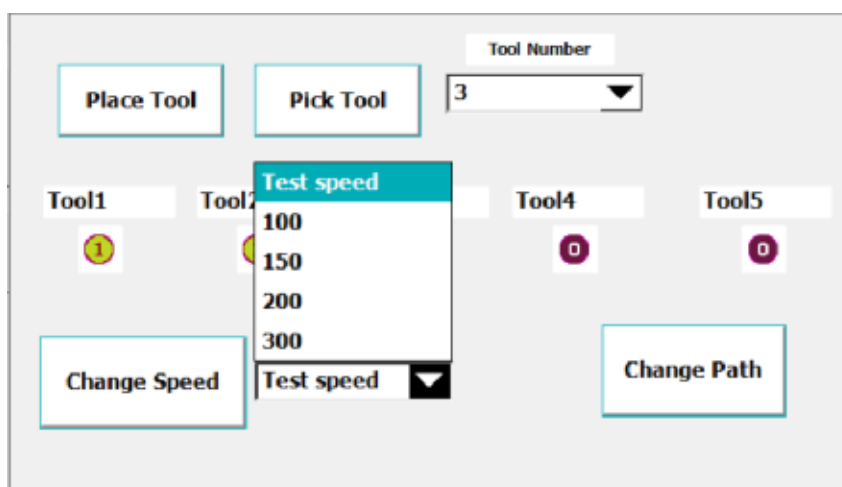 Tool Number
Place Tool
Pick Tool
3
Tool1
Tool2
Tool4
Tool5
1
0
0
Test speed
100
150
200
300
Change Speed
Test speed
Change Path